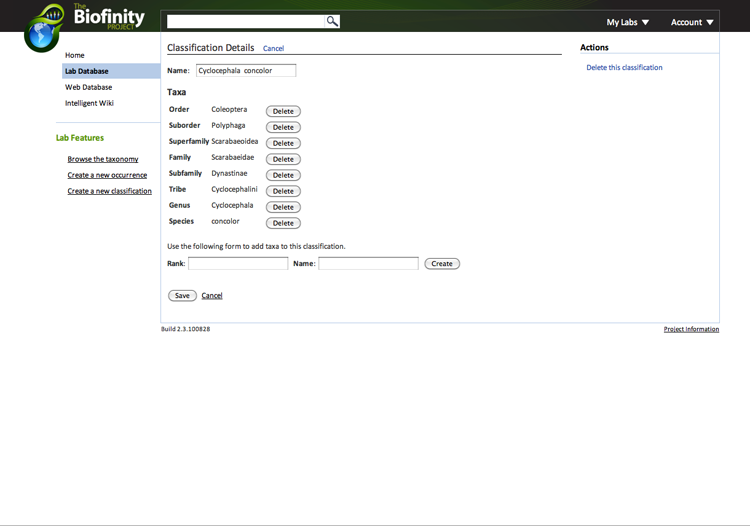 The
Biofinity
PROJECT
My Labs ▼ Account ▼
Home
Lab Database
Web Database
Intelligent Wiki
Lab Features
Browse the taxonomy
Create a new occurrence
Create a new classification
Classification Details Cancel
Name: Cyclocephala concolor
Taxa
Order Coleoptera Delete
Suborder Polyphaga Delete
Superfamily Scarabaeoidea Delete
Family Scarabaeidae Delete
Subfamily Dynastinae Delete
Tribe Cyclocephalini Delete
Genus Cyclocephala Delete
Species concolor Delete
Use the following form to add taxa to this classification.
Rank: Name: Create
Save Cancel
Actions
Delete this classification
Build 2.3.100828 Project Information